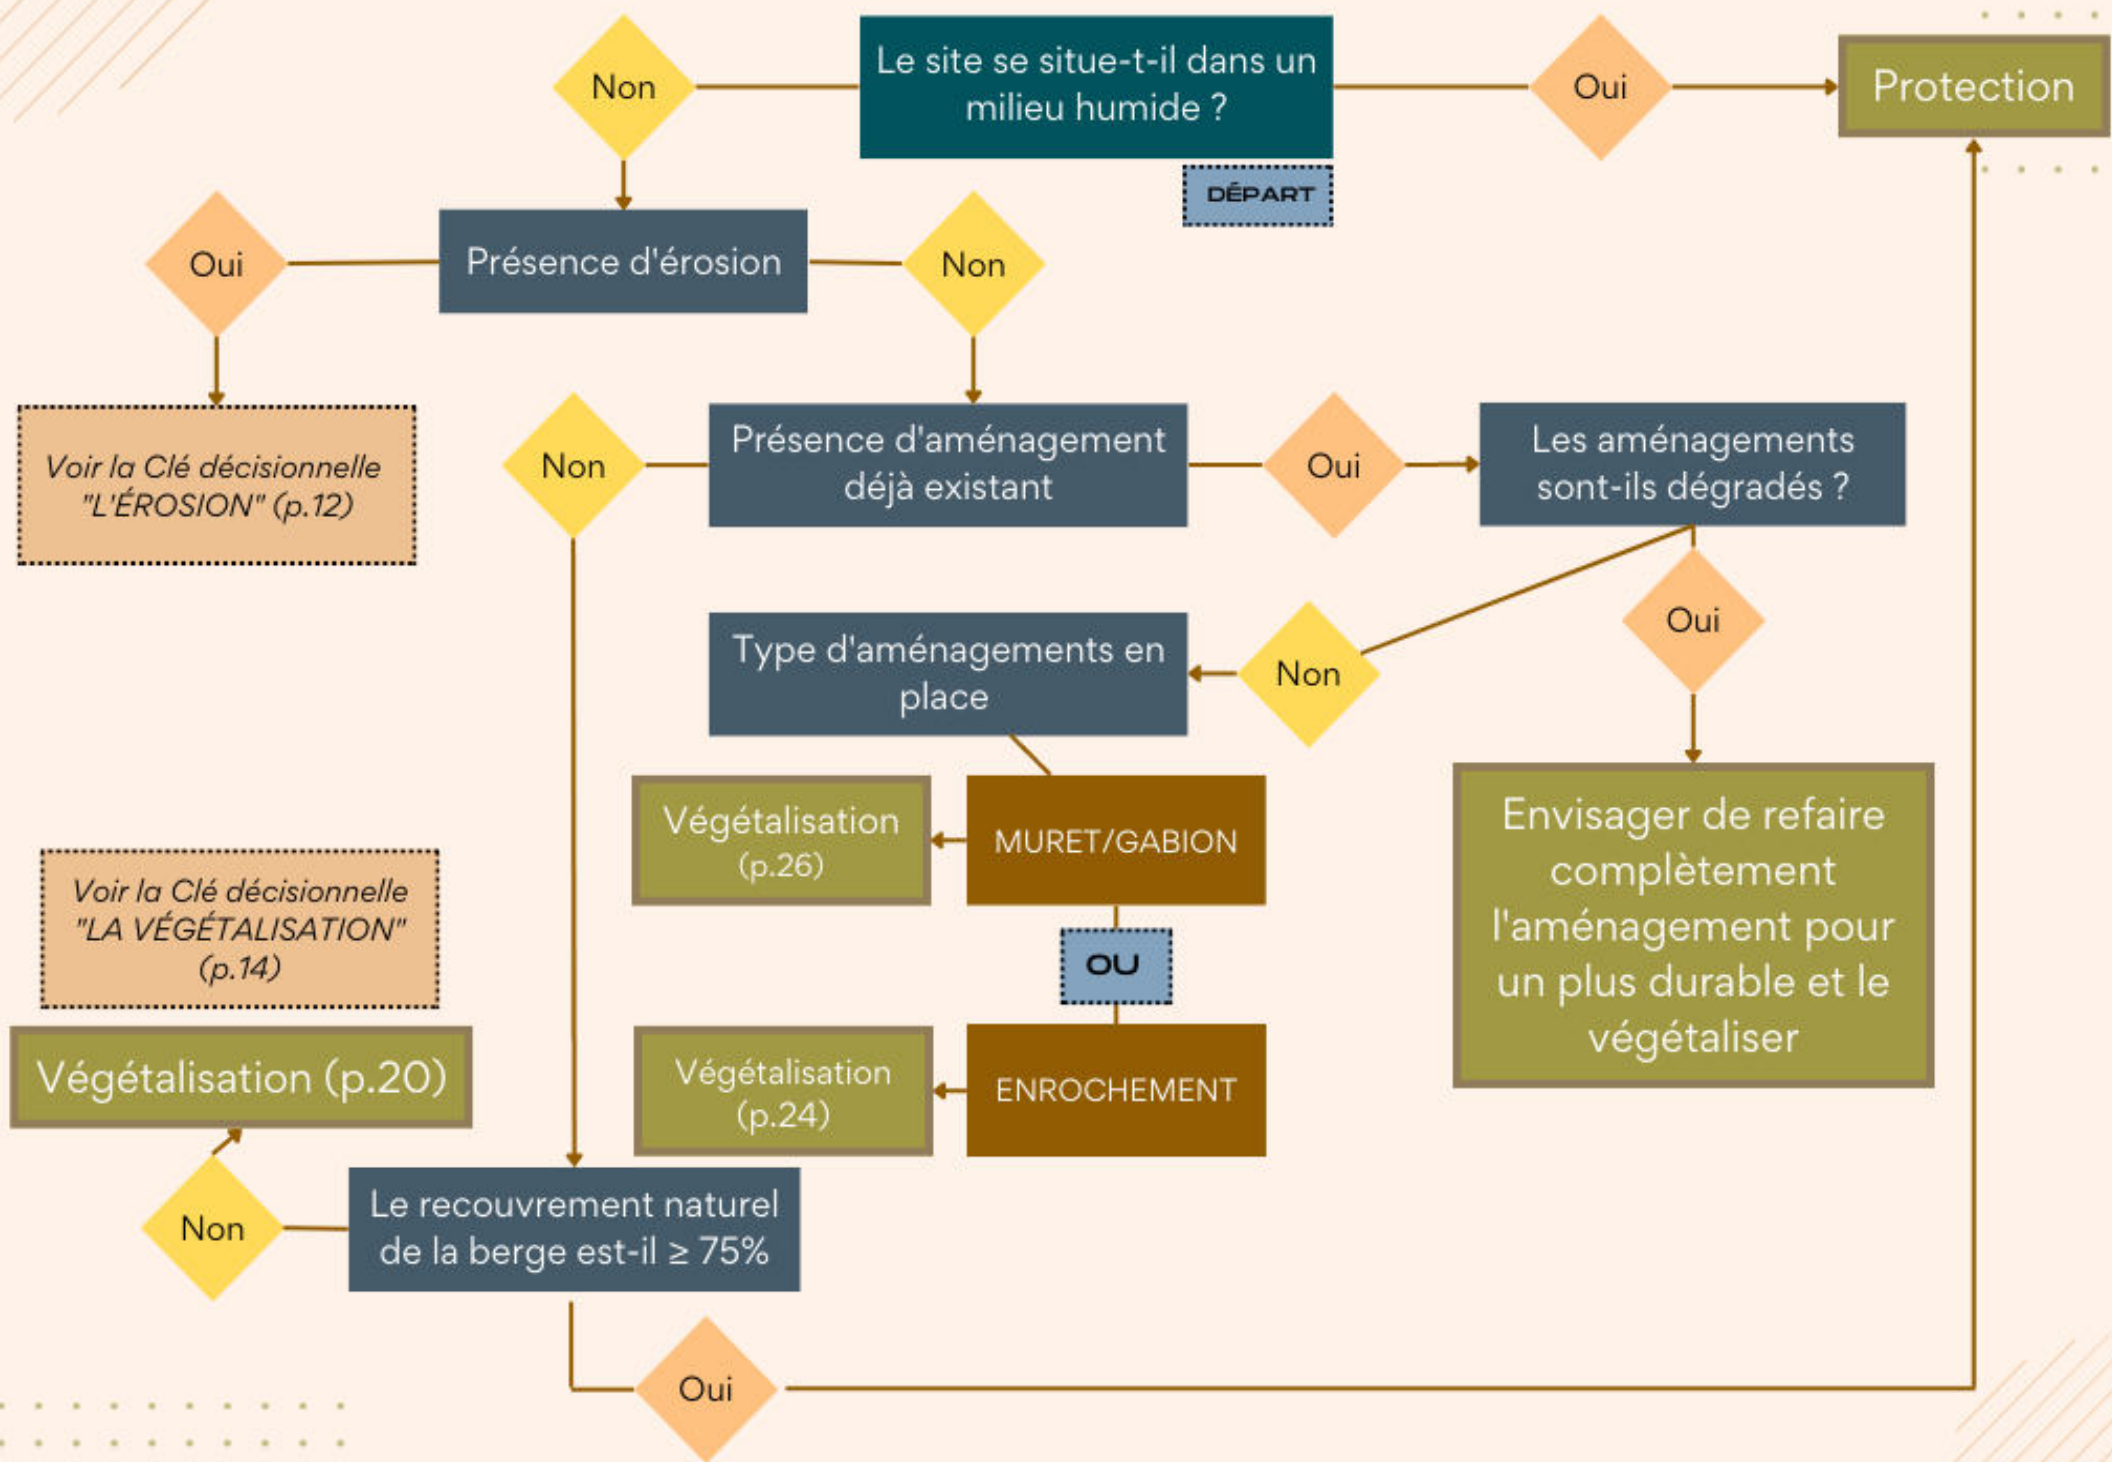 Non
Le site se situe-t-il dans un
milieu humide ?
Oui
Protection
DÉPART
Oui
Présence d'érosion
Non
Voir la Clé décisionnelle
"L'ÉROSION" (p.12)
Non
Présence d'aménagement
déjà existant
Oui
Les aménagements
sont-ils dégradés ?
Type d'aménagements en
place
Non
Oui
Végétalisation
(p.26)
MURET/GABION
Envisager de refaire
complètement
l'aménagement pour
un plus durable et le
végétaliser
Voir la Clé décisionnelle
"LA VÉGÉTALISATION"
(p.14)
OU
Végétalisation (p.20)
Végétalisation
(p.24)
ENROCHEMENT
Non
Le recouvrement naturel
de la berge est-il ≥ 75%
Oui